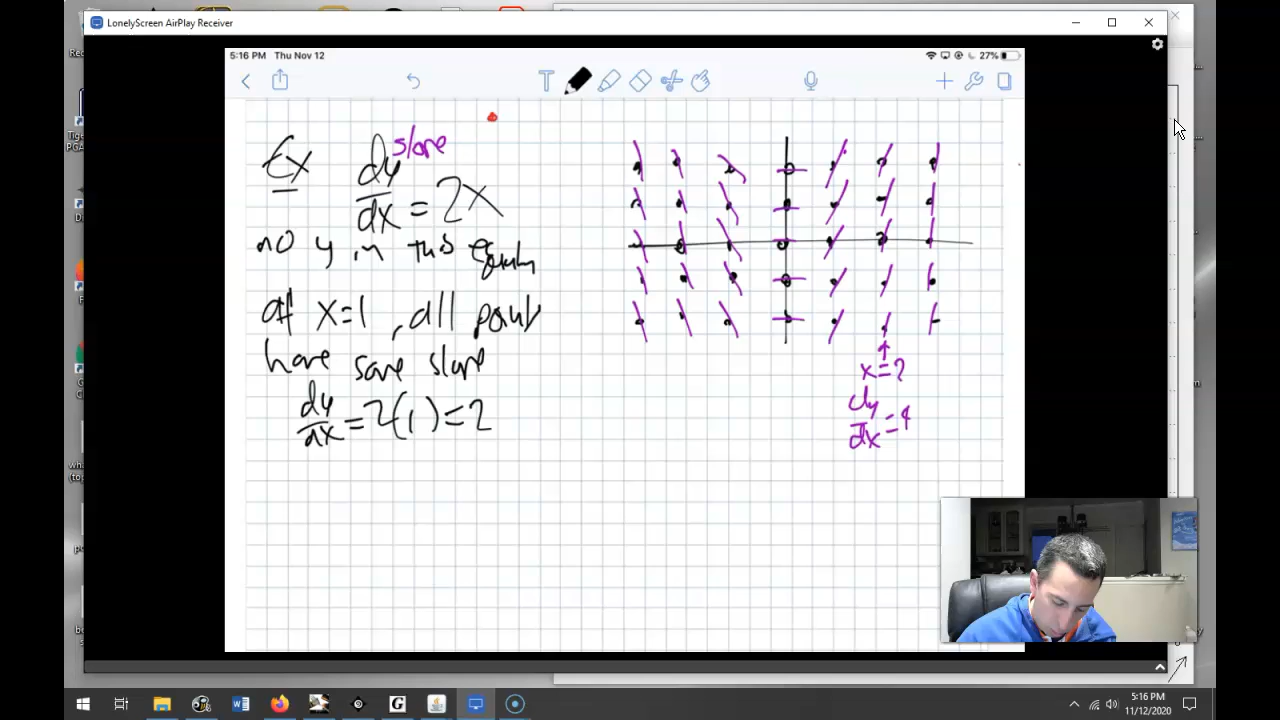 LonelyScreen AirPlay Receiver
5:16 PM Thu Nov 12
27%
Ex dy/dx = 2x
slope
no y in this equation
at x=1, all points
have same slope
dy/dx = 2(1) = 2
x=2
dy/dx = 4
5:16 PM
11/12/2020